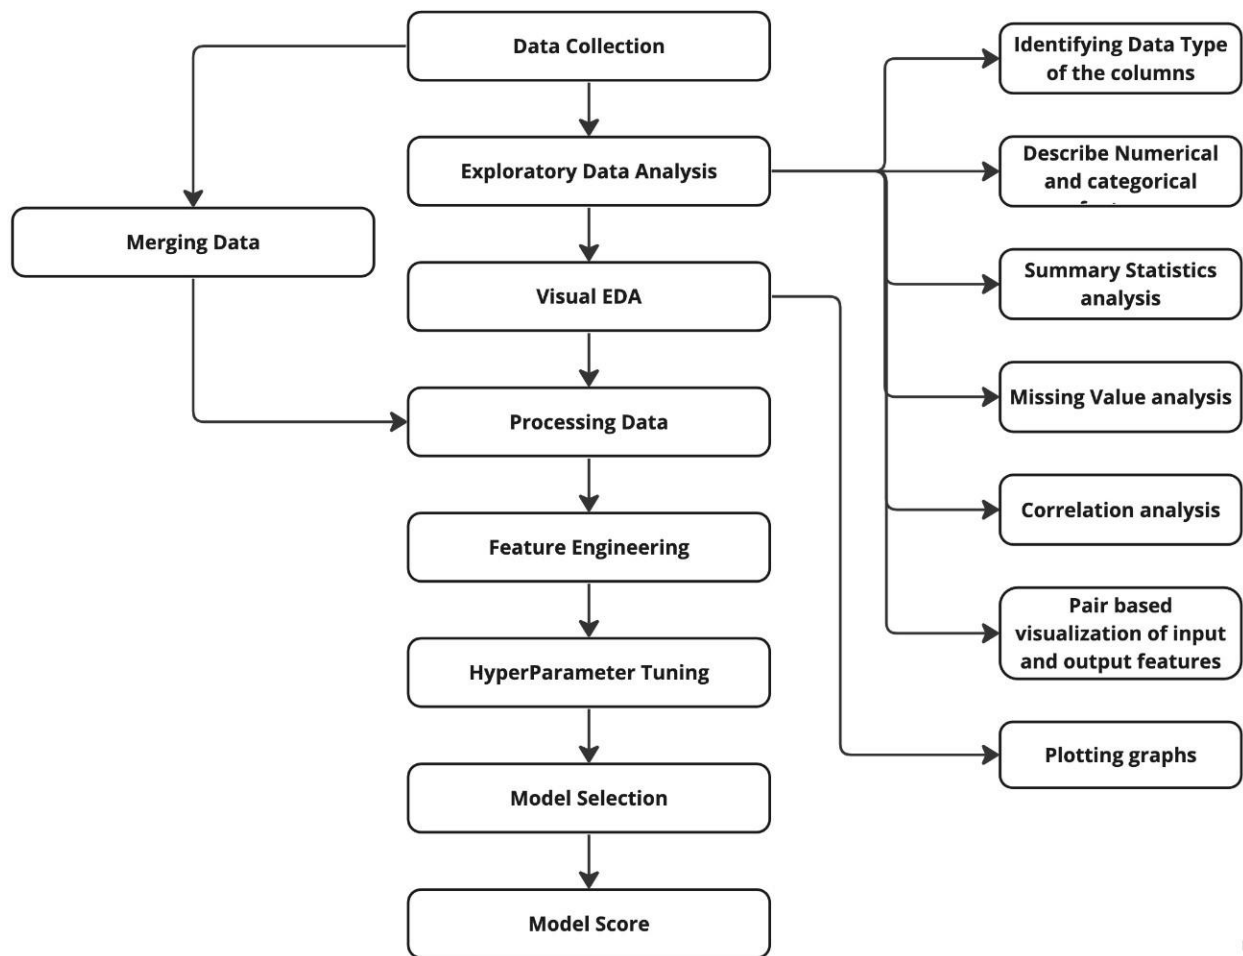 Data Collection
Exploratory Data Analysis
Merging Data
Visual EDA
Processing Data
Feature Engineering
HyperParameter Tuning
Model Selection
Model Score
Identifying Data Type
of the columns
Describe Numerical
and categorical
Summary Statistics
analysis
Missing Value analysis
Correlation analysis
Pair based
visualization of input
and output features
Plotting graphs